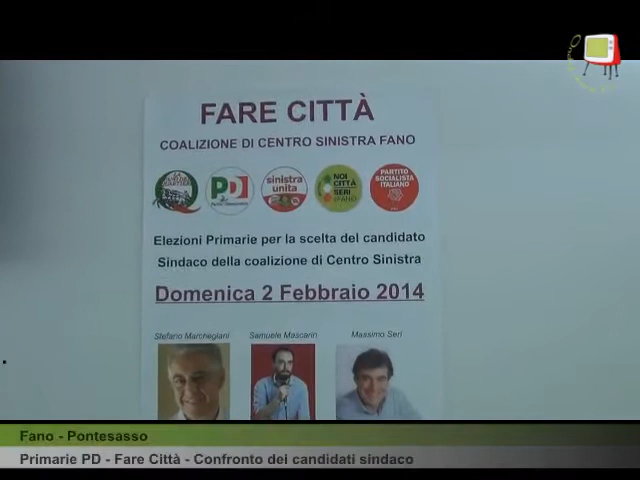 FARE CITTÀ
COALIZIONE DI CENTRO SINISTRA FANO
PD
sinistra unita
NOI CITTÀ SERI
PARTITO SOCIALISTA ITALIANO
Elezioni Primarie per la scelta del candidato
Sindaco della coalizione di Centro Sinistra
Domenica 2 Febbraio 2014
Stefano Marchegiani Samuele Mascarin Massimo Seri
Fano - Pontesasso
Primarie PD - Fare Città - Confronto dei candidati sindaco